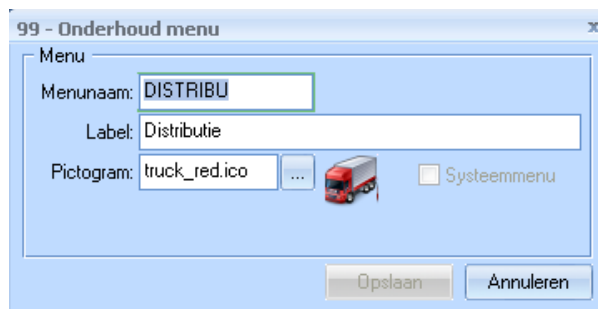 99 - Onderhoud menu
Menu
Menunaam: DISTRIBU
Label: Distributie
Pictogram: truck_red.ico ... Systeemmenu
Opslaan Annuleren